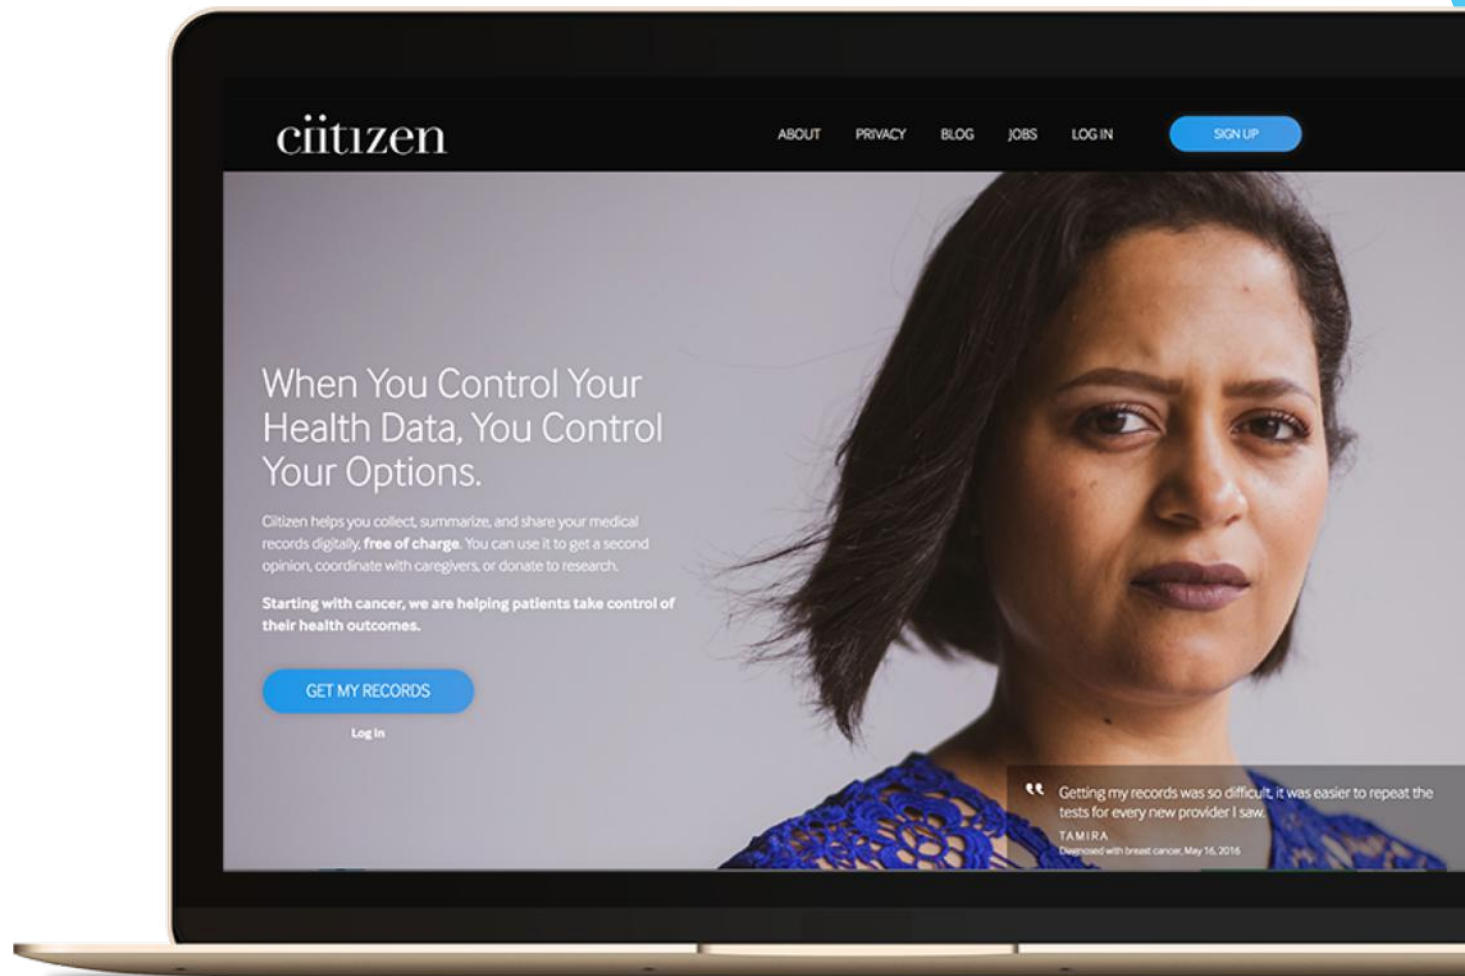 ciitizen
ABOUT PRIVACY BLOG JOBS LOG IN SIGN UP
When You Control Your
Health Data, You Control
Your Options.
Ciitizen helps you collect, summarize, and share your medical
records digitally, free of charge. You can use it to get a second
opinion, coordinate with caregivers, or donate to research.
Starting with cancer, we are helping patients take control of
their health outcomes.
GET MY RECORDS
Log in
“ Getting my records was so difficult, it was easier to repeat the
tests for every new provider I saw.
TAMIRA
Diagnosed with breast cancer, May 16, 2016